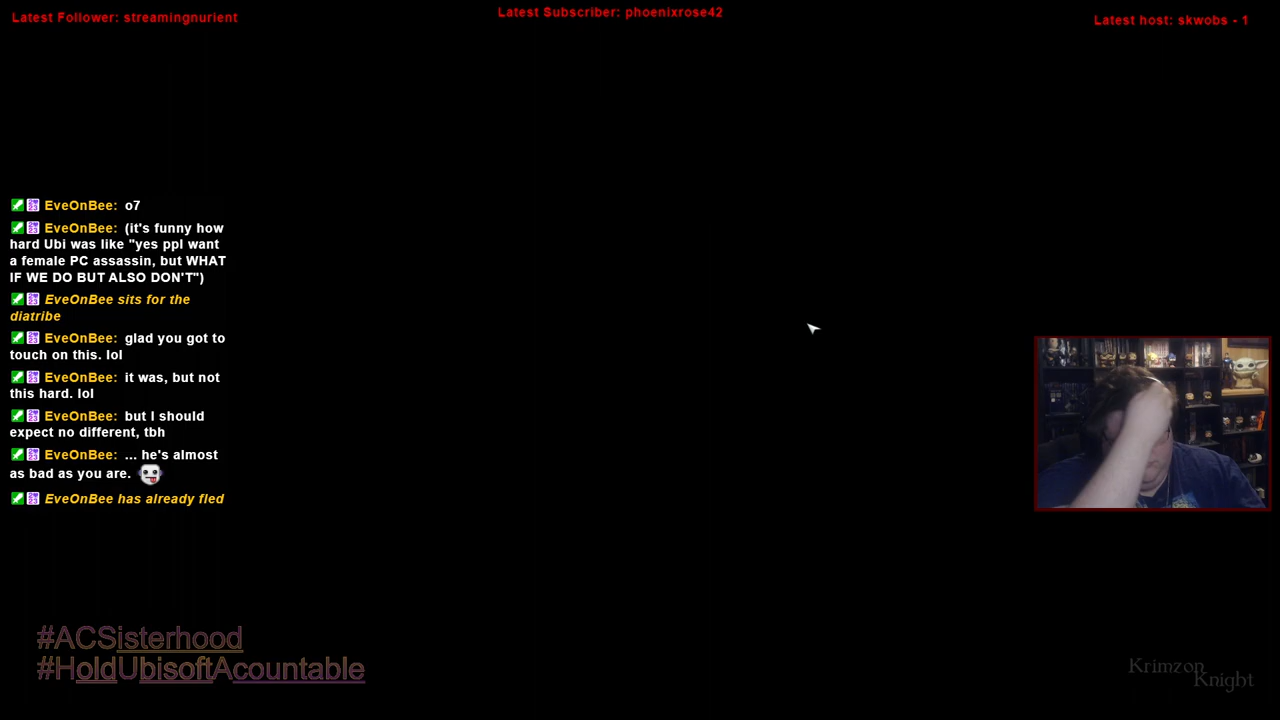 Latest Follower: streamingnurient
Latest Subscriber: phoenixrose42
Latest host: skwobs - 1
EveOnBee: o7
EveOnBee: (it's funny how
hard Ubi was like "yes ppl want
a female PC assassin, but WHAT
IF WE DO BUT ALSO DON'T")
EveOnBee sits for the
diatribe
EveOnBee: glad you got to
touch on this. lol
EveOnBee: it was, but not
this hard. lol
EveOnBee: but I should
expect no different, tbh
EveOnBee: ... he's almost
as bad as you are.
EveOnBee has already fled
#ACSisterhood
#HoldUbisoftAcountable
Krimzon
Knight